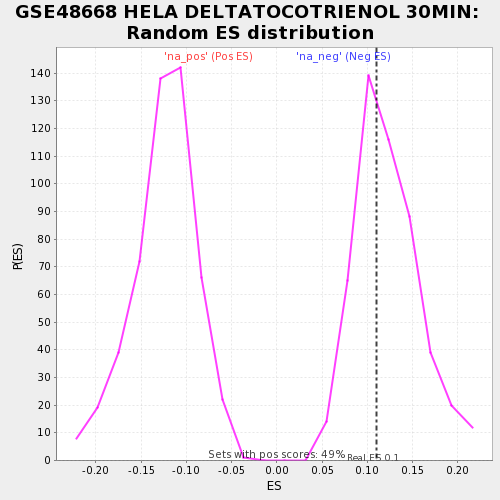 GSE48668 HELA DELTATOCOTRIENOL 30MIN:
Random ES distribution
'na_pos' (Pos ES) 'na_neg' (Neg ES)
140
130
120
110
100
90
80
70
60
50
40
30
20
10
0
P(ES)
Sets with pos scores: 49%
Real ES 0.1
-0.20 -0.15 -0.10 -0.05 0.00 0.05 0.10 0.15 0.20
ES